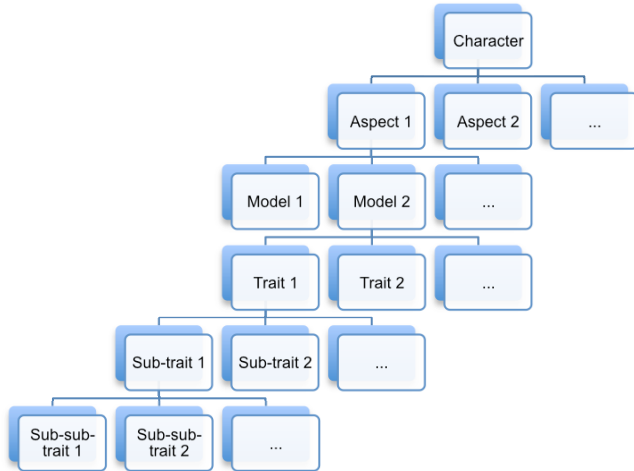 Character
Aspect 1
Aspect 2
...
Model 1
Model 2
...
Trait 1
Trait 2
...
Sub-trait 1
Sub-trait 2
...
Sub-sub-
trait 1
Sub-sub-
trait 2
...